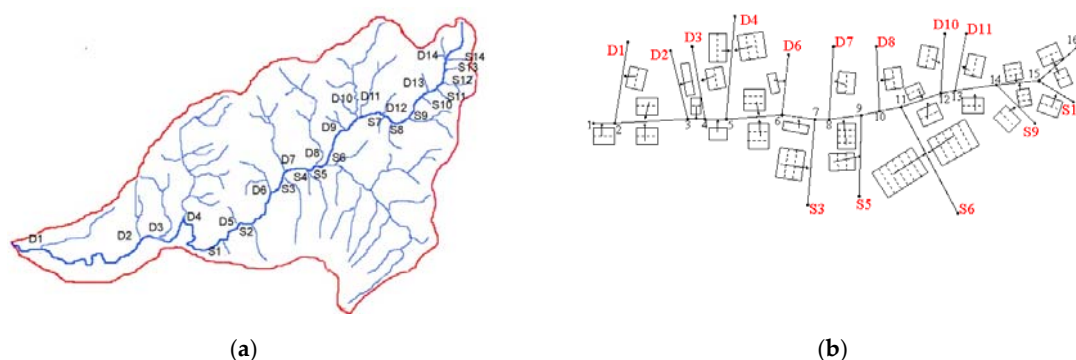 D14
S14
S13
S12
S11
S10
D13
D12
D11
D10
S9
S8
S7
D9
D8
S6
S5
D7
S4
S3
D6
D5
S2
D4
S1
D3
D2
D1
(a)
D1
D2
D3
D4
D6
D7
D8
D10
D11
1
2
3
4
5
6
7
8
9
10
11
12
13
14
15
16
S3
S5
S6
S9
S1
(b)